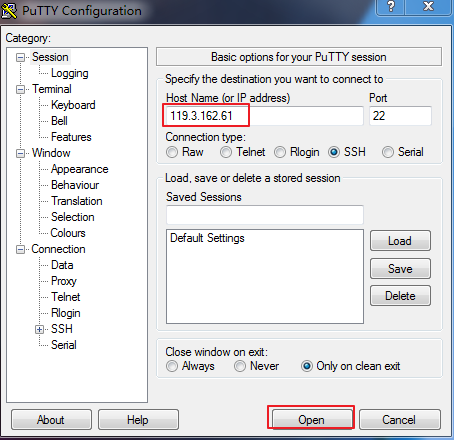 PuTTY Configuration
Category:
Session
Logging
Terminal
Keyboard
Bell
Features
Window
Appearance
Behaviour
Translation
Selection
Colours
Connection
Data
Proxy
Telnet
Rlogin
SSH
Serial
Basic options for your PuTTY session
Specify the destination you want to connect to
Host Name (or IP address) Port
119.3.162.61 22
Connection type:
Raw Telnet Rlogin SSH Serial
Load, save or delete a stored session
Saved Sessions
Default Settings
Load
Save
Delete
Close window on exit:
Always Never Only on clean exit
About Help Open Cancel